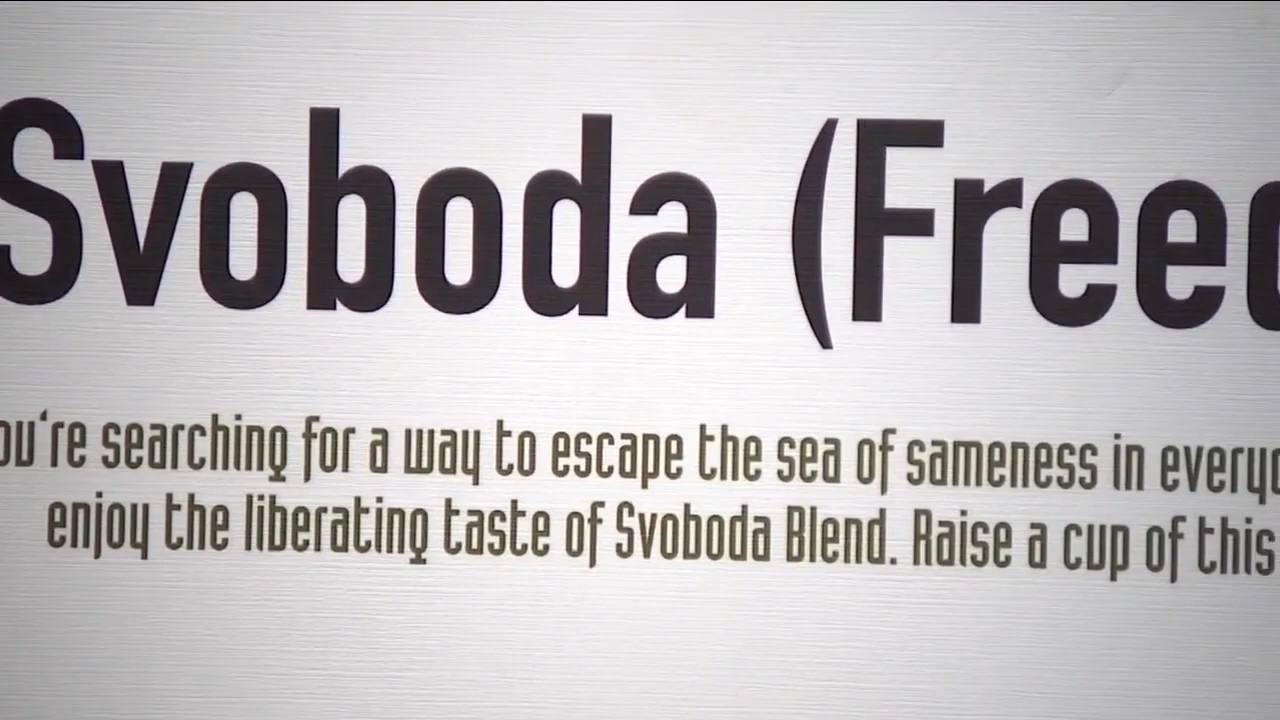 Svoboda (Free
ou're searching for a way to escape the sea of sameness in every
enjoy the liberating taste of Svoboda Blend. Raise a cup of this